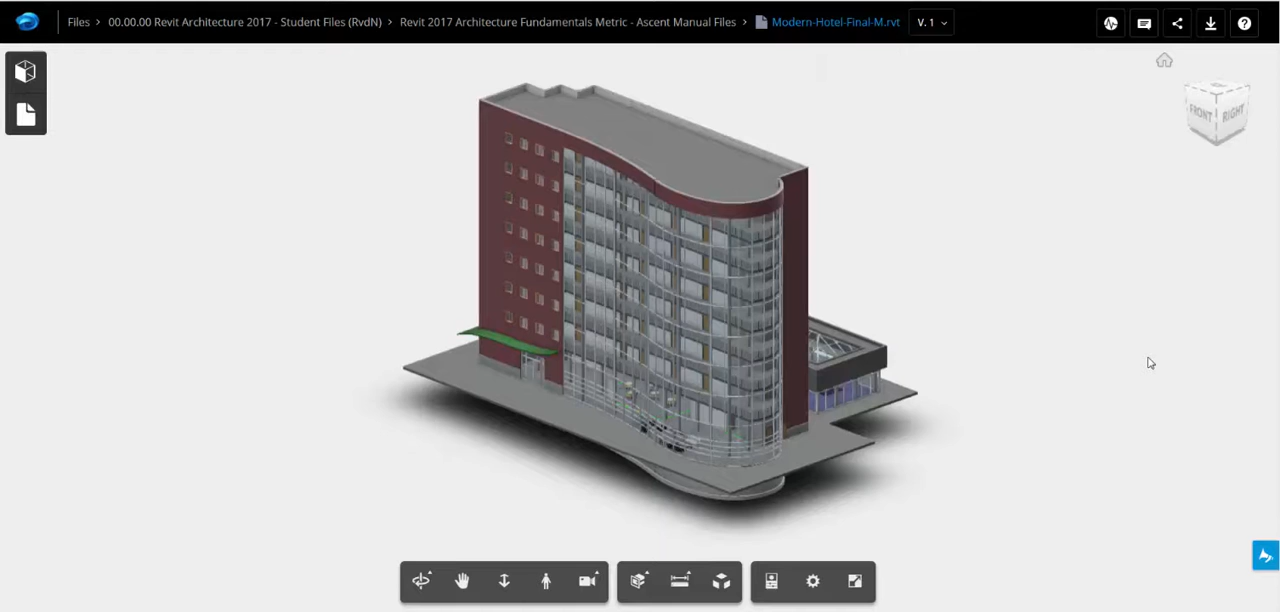 Files > 00.00.00 Revit Architecture 2017 - Student Files (RvdN) > Revit 2017 Architecture Fundamentals Metric - Ascent Manual Files > Modern-Hotel-Final-M.rvt V. 1
FRONT RIGHT